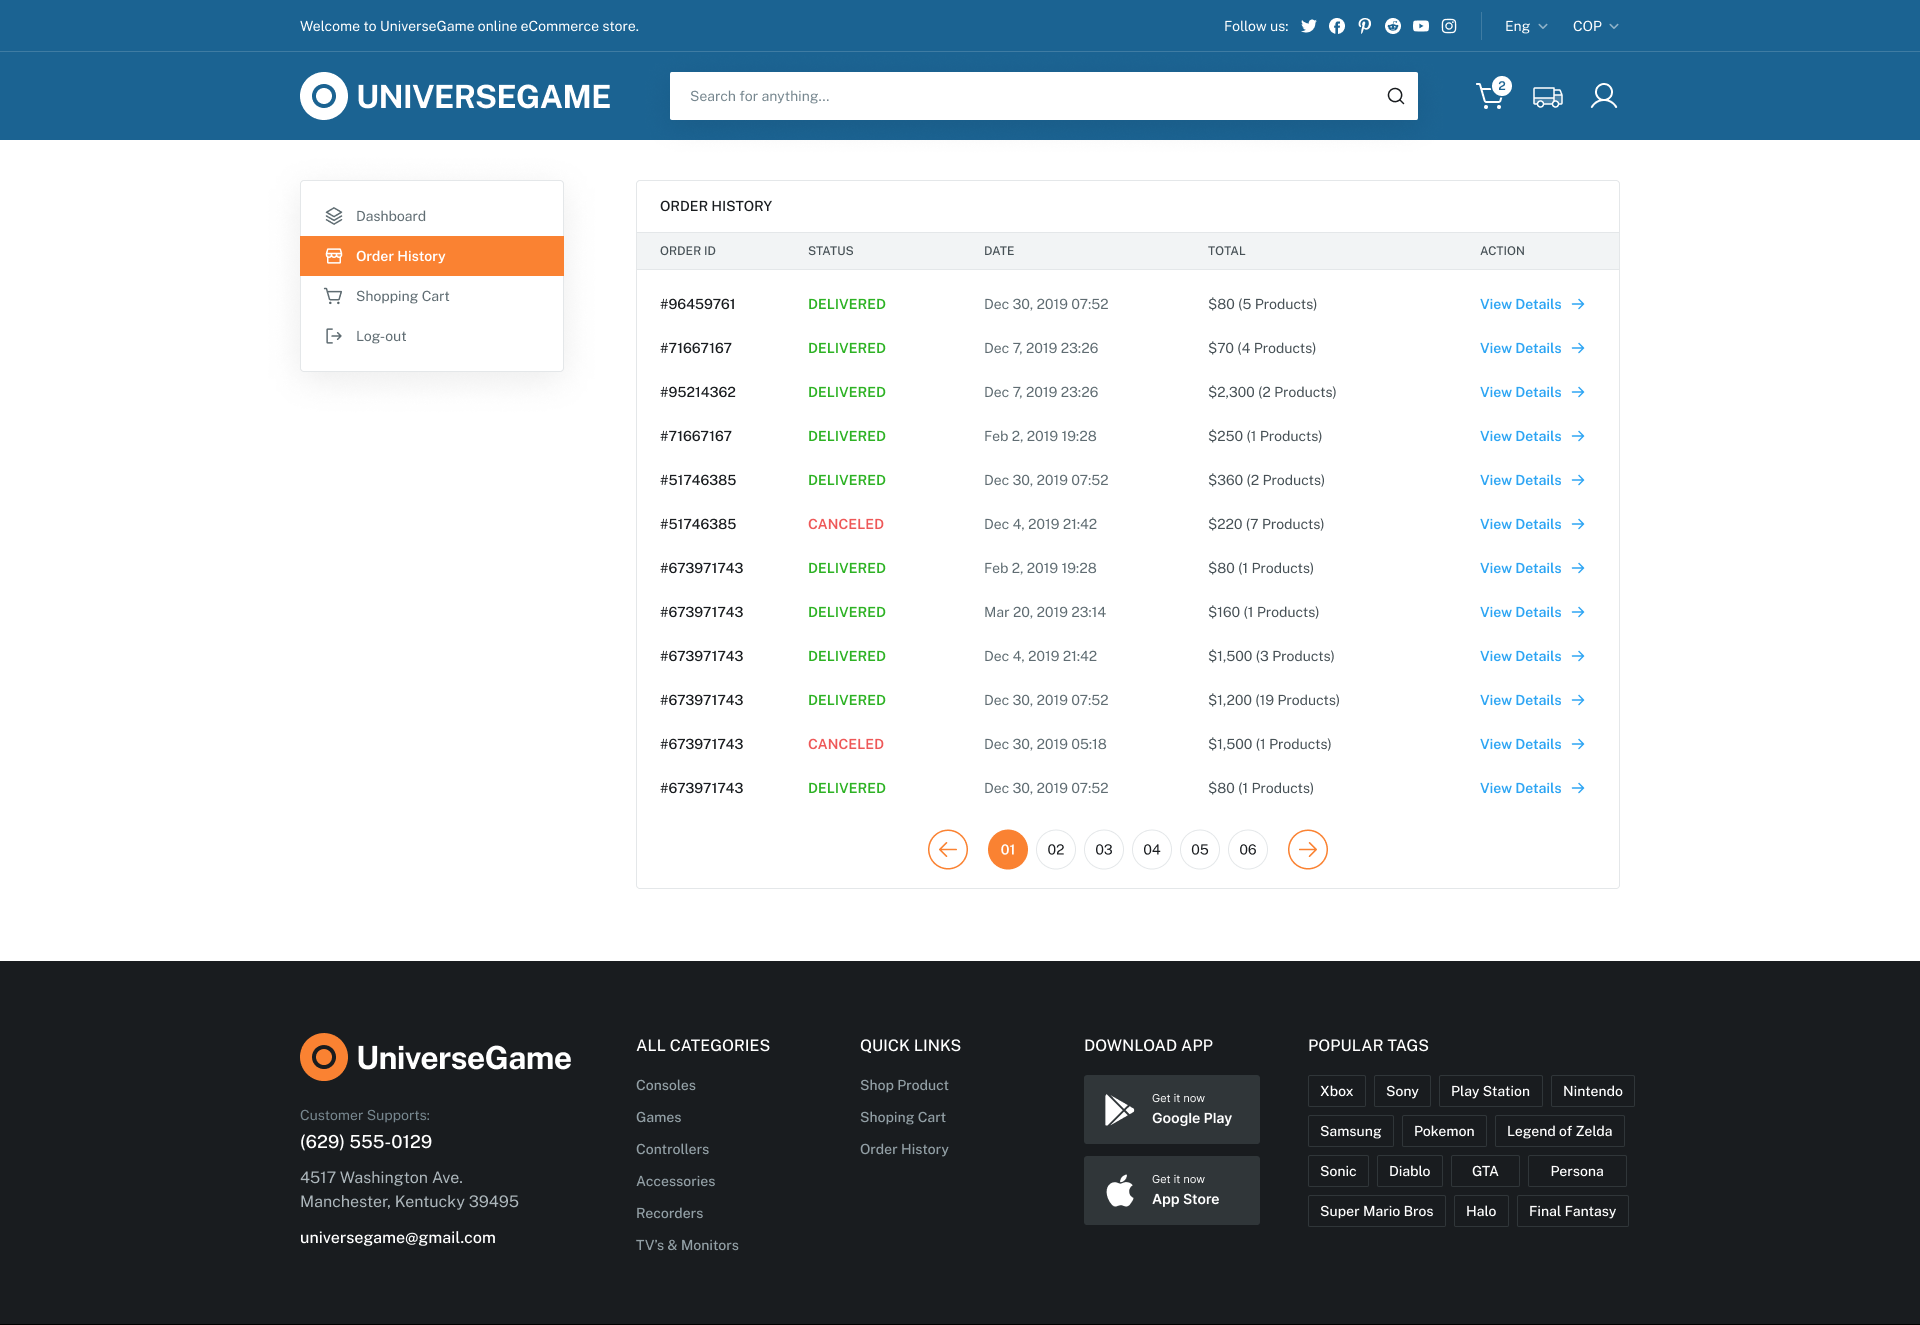 Welcome to UniverseGame online eCommerce store.
Follow us:
Eng
COP
UNIVERSEGAME
Search for anything...
2
Dashboard
Order History
Shopping Cart
Log-out
ORDER HISTORY
ORDER ID STATUS DATE TOTAL ACTION
#96459761 DELIVERED Dec 30, 2019 07:52 $80 (5 Products) View Details
#71667167 DELIVERED Dec 7, 2019 23:26 $70 (4 Products) View Details
#95214362 DELIVERED Dec 7, 2019 23:26 $2,300 (2 Products) View Details
#71667167 DELIVERED Feb 2, 2019 19:28 $250 (1 Products) View Details
#51746385 DELIVERED Dec 30, 2019 07:52 $360 (2 Products) View Details
#51746385 CANCELED Dec 4, 2019 21:42 $220 (7 Products) View Details
#673971743 DELIVERED Feb 2, 2019 19:28 $80 (1 Products) View Details
#673971743 DELIVERED Mar 20, 2019 23:14 $160 (1 Products) View Details
#673971743 DELIVERED Dec 4, 2019 21:42 $1,500 (3 Products) View Details
#673971743 DELIVERED Dec 30, 2019 07:52 $1,200 (19 Products) View Details
#673971743 CANCELED Dec 30, 2019 05:18 $1,500 (1 Products) View Details
#673971743 DELIVERED Dec 30, 2019 07:52 $80 (1 Products) View Details
01 02 03 04 05 06
UniverseGame
Customer Supports:
(629) 555-0129
4517 Washington Ave.
Manchester, Kentucky 39495
universegame@gmail.com
ALL CATEGORIES
Consoles
Games
Controllers
Accessories
Recorders
TV's & Monitors
QUICK LINKS
Shop Product
Shoping Cart
Order History
DOWNLOAD APP
Get it now
Google Play
Get it now
App Store
POPULAR TAGS
Xbox Sony Play Station Nintendo
Samsung Pokemon Legend of Zelda
Sonic Diablo GTA Persona
Super Mario Bros Halo Final Fantasy